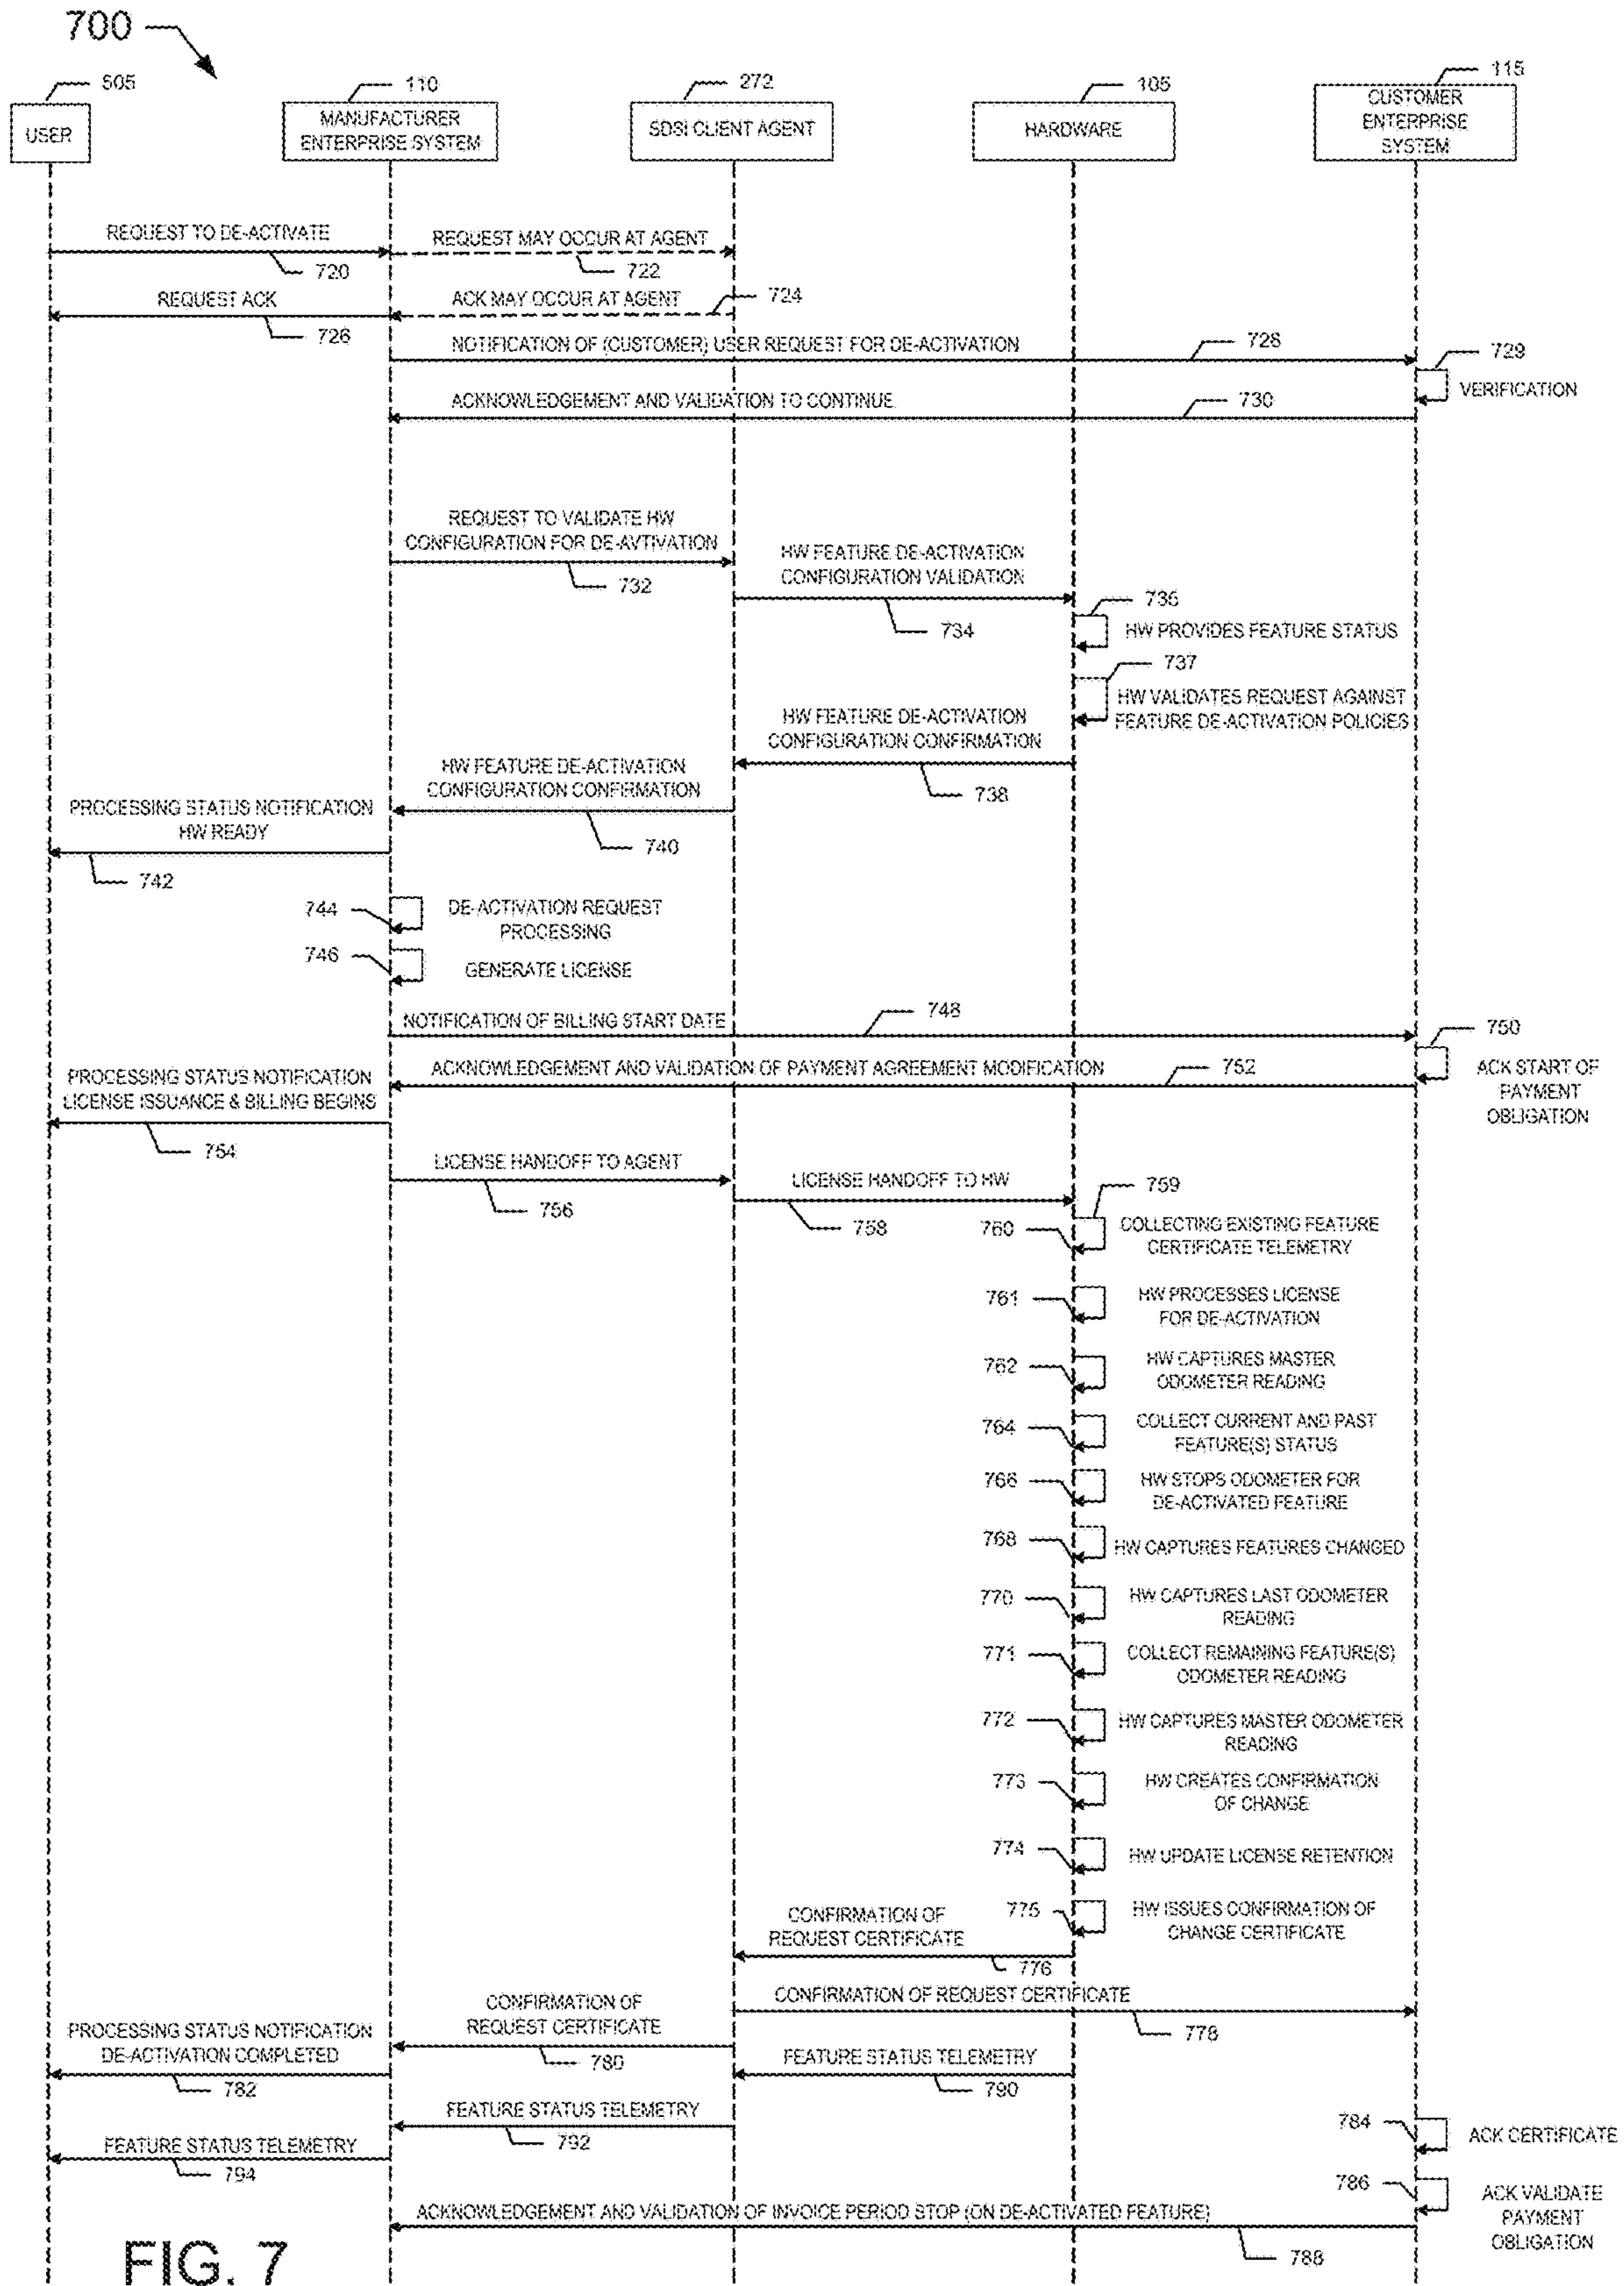 700
505
110
272
105
115
USER
MANUFACTURER
ENTERPRISE SYSTEM
SDSI CLIENT AGENT
HARDWARE
CUSTOMER
ENTERPRISE
SYSTEM
REQUEST TO DE-ACTIVATE
720
REQUEST MAY OCCUR AT AGENT
722
REQUEST ACK
726
ACK MAY OCCUR AT AGENT
724
NOTIFICATION OF (CUSTOMER) USER REQUEST FOR DE-ACTIVATION
728
729
VERIFICATION
ACKNOWLEDGEMENT AND VALIDATION TO CONTINUE
730
REQUEST TO VALIDATE HW
CONFIGURATION FOR DE-AVTIVATION
732
HW FEATURE DE-ACTIVATION
CONFIGURATION VALIDATION
734
736
HW PROVIDES FEATURE STATUS
737
HW VALIDATES REQUEST AGAINST
FEATURE DE-ACTIVATION POLICIES
HW FEATURE DE-ACTIVATION
CONFIGURATION CONFIRMATION
738
HW FEATURE DE-ACTIVATION
CONFIGURATION CONFIRMATION
740
PROCESSING STATUS NOTIFICATION
HW READY
742
744
DE-ACTIVATION REQUEST
PROCESSING
746
GENERATE LICENSE
NOTIFICATION OF BILLING START DATE
748
750
ACK START OF
PAYMENT
OBLIGATION
ACKNOWLEDGEMENT AND VALIDATION OF PAYMENT AGREEMENT MODIFICATION
752
PROCESSING STATUS NOTIFICATION
LICENSE ISSUANCE & BILLING BEGINS
754
LICENSE HANDOFF TO AGENT
756
LICENSE HANDOFF TO HW
758
759
760
COLLECTING EXISTING FEATURE
CERTIFICATE TELEMETRY
761
HW PROCESSES LICENSE
FOR DE-ACTIVATION
762
HW CAPTURES MASTER
ODOMETER READING
764
COLLECT CURRENT AND PAST
FEATURE(S) STATUS
766
HW STOPS ODOMETER FOR
DE-ACTIVATED FEATURE
768
HW CAPTURES FEATURES CHANGED
770
HW CAPTURES LAST ODOMETER
READING
771
COLLECT REMAINING FEATURE(S)
ODOMETER READING
772
HW CAPTURES MASTER ODOMETER
READING
773
HW CREATES CONFIRMATION
OF CHANGE
774
HW UPDATE LICENSE RETENTION
775
HW ISSUES CONFIRMATION OF
CHANGE CERTIFICATE
CONFIRMATION OF
REQUEST CERTIFICATE
776
CONFIRMATION OF REQUEST CERTIFICATE
778
CONFIRMATION OF
REQUEST CERTIFICATE
780
PROCESSING STATUS NOTIFICATION
DE-ACTIVATION COMPLETED
782
FEATURE STATUS TELEMETRY
790
FEATURE STATUS TELEMETRY
792
FEATURE STATUS TELEMETRY
794
784
ACK CERTIFICATE
786
ACK VALIDATE
PAYMENT
OBLIGATION
ACKNOWLEDGEMENT AND VALIDATION OF INVOICE PERIOD STOP (ON DE-ACTIVATED FEATURE)
788
FIG. 7